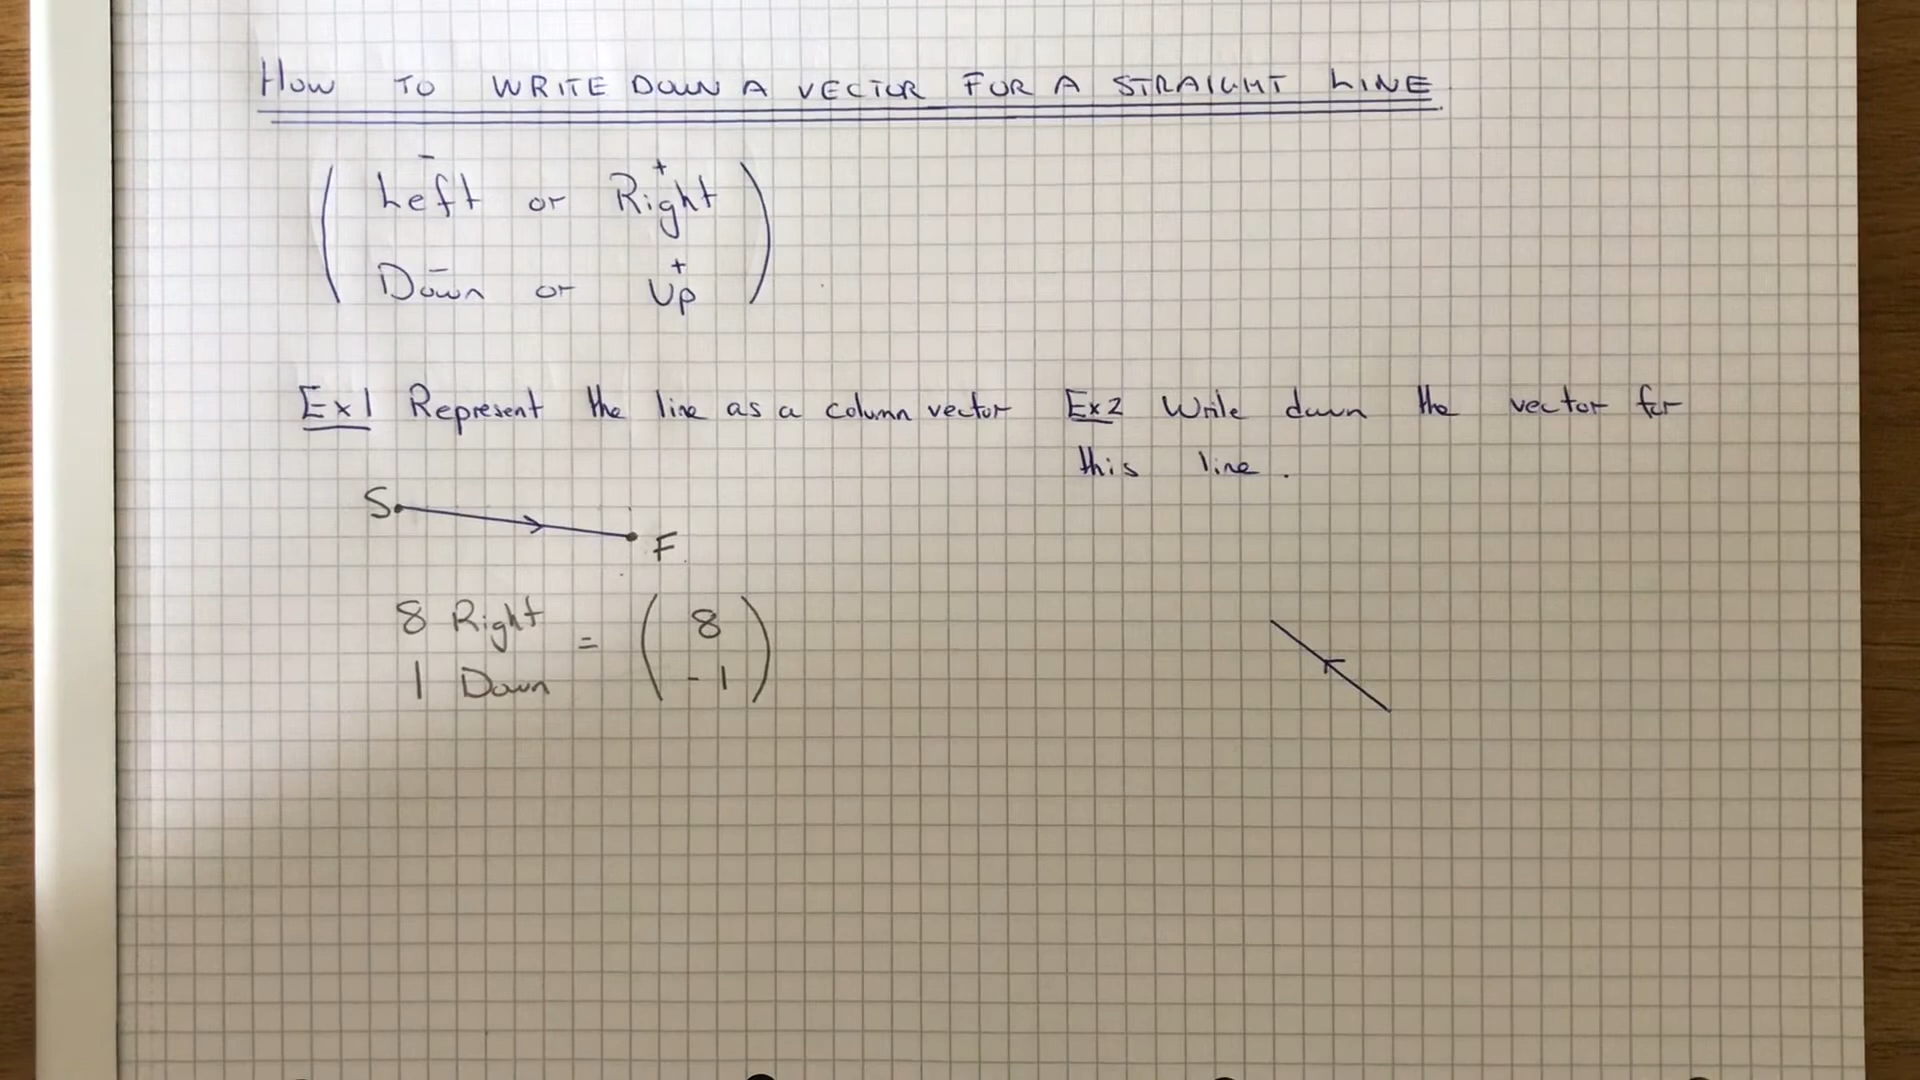 HOW TO WRITE DOWN A VECTOR FOR A STRAIGHT LINE
- +
Left or Right
- +
Down or Up
Ex1 Represent the line as a column vector
S
F
8 Right = 8
1 Down -1
Ex2 Write down the vector for
this line.